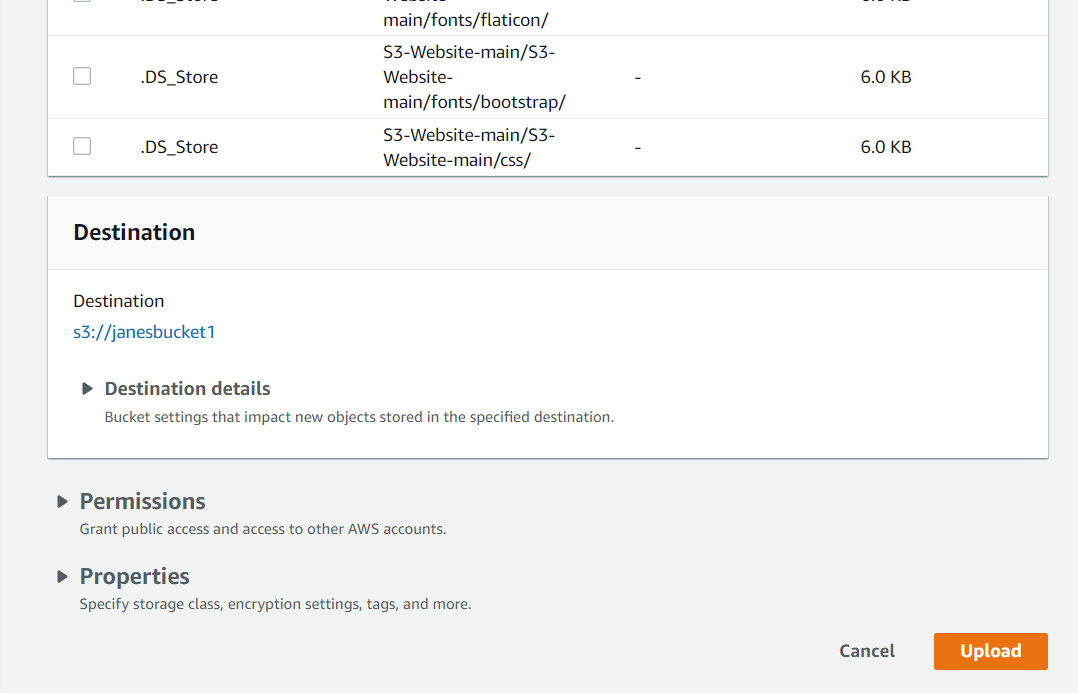 main/fonts/flaticon/
S3-Website-main/S3-
.DS_Store Website- - 6.0 KB
main/fonts/bootstrap/
S3-Website-main/S3-
.DS_Store - 6.0 KB
Website-main/css/
Destination
Destination
s3://janesbucket1
Destination details
Bucket settings that impact new objects stored in the specified destination.
Permissions
Grant public access and access to other AWS accounts.
Properties
Specify storage class, encryption settings, tags, and more.
Cancel Upload